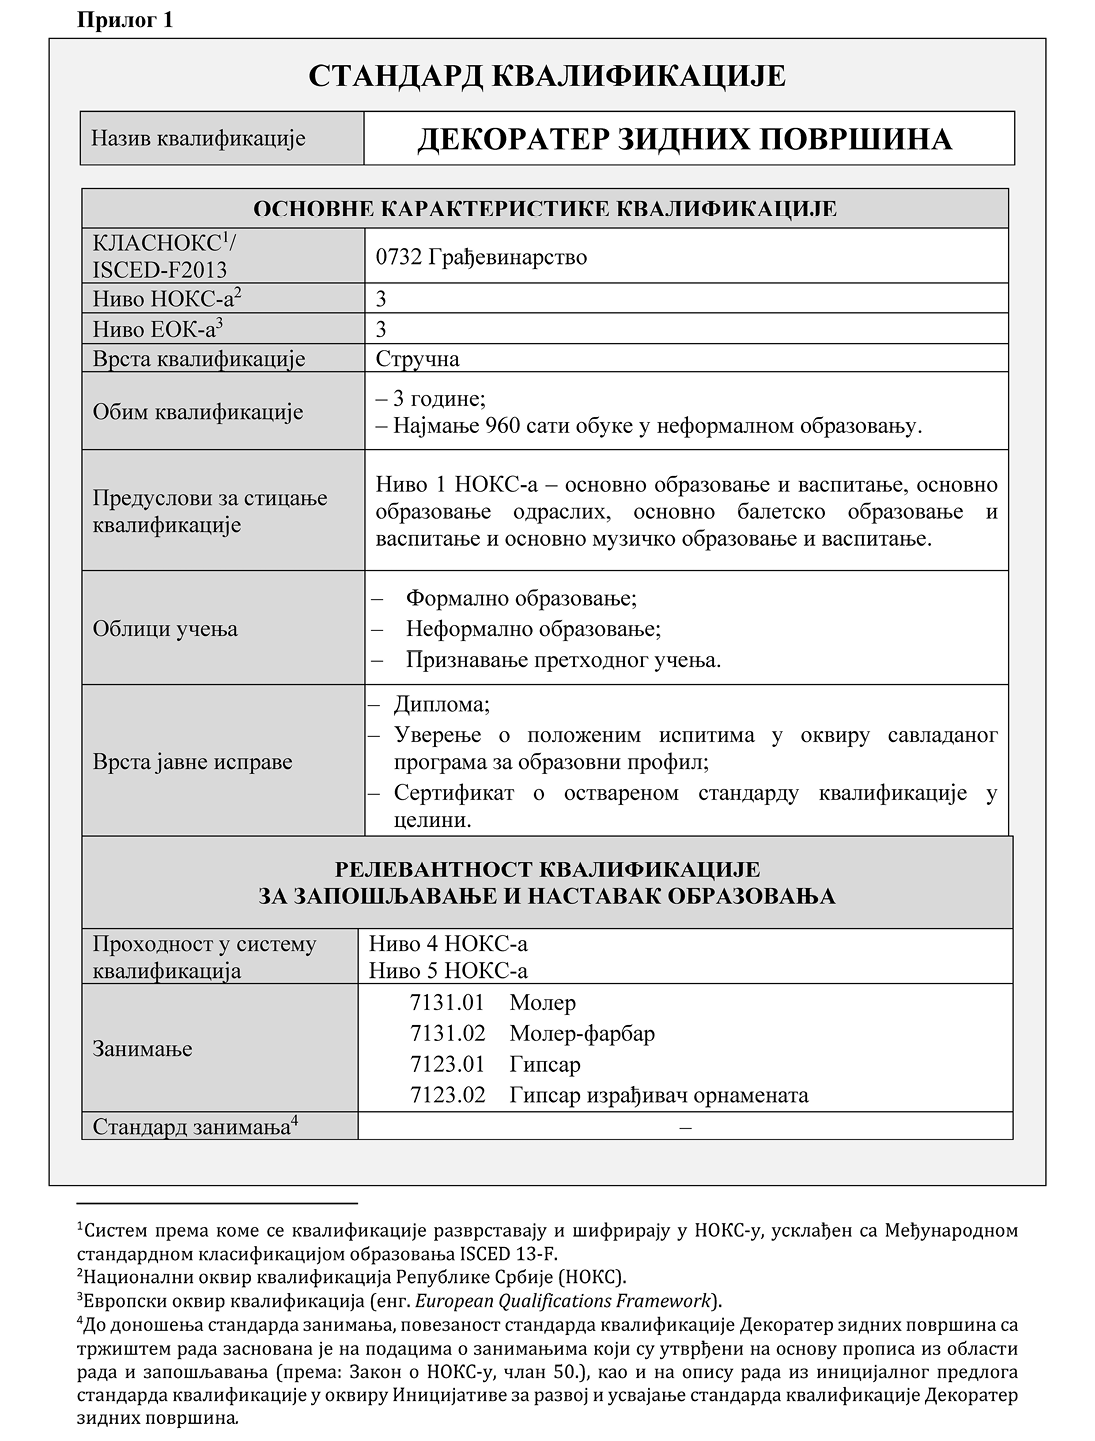 Прилог 1
СТАНДАРД КВАЛИФИКАЦИЈЕ
Назив квалификације
ДЕКОРАТЕР ЗИДНИХ ПОВРШИНА
ОСНОВНЕ КАРАКТЕРИСТИКЕ КВАЛИФИКАЦИЈЕ
КЛАСНОКС1/
ISCED-F2013
0732 Грађевинарство
Ниво НОКС-а2
3
Ниво ЕОК-а3
3
Врста квалификације
Стручна
Обим квалификације
– 3 године;
– Најмање 960 сати обуке у неформалном образовању.
Предуслови за стицање
квалификације
Ниво 1 НОКС-а – основно образовање и васпитање, основно
образовање одраслих, основно балетско образовање и
васпитање и основно музичко образовање и васпитање.
Облици учења
– Формално образовање;
– Неформално образовање;
– Признавање претходног учења.
Врста јавне исправе
– Диплома;
– Уверење о положеним испитима у оквиру савладаног
програма за образовни профил;
– Сертификат о оствареном стандарду квалификације у
целини.
РЕЛЕВАНТНОСТ КВАЛИФИКАЦИЈЕ
ЗА ЗАПОШЉАВАЊЕ И НАСТАВАК ОБРАЗОВАЊА
Проходност у систему
квалификација
Ниво 4 НОКС-а
Ниво 5 НОКС-а
Занимање
7131.01 Молер
7131.02 Молер-фарбар
7123.01 Гипсар
7123.02 Гипсар израђивач орнамената
Стандард занимања4
–
1Систем према коме се квалификације разврставају и шифрирају у НОКС-у, усклађен са Међународном
стандардном класификацијом образовања ISCED 13-F.
2Национални оквир квалификација Републике Србије (НОКС).
3Европски оквир квалификација (енг. European Qualifications Framework).
4До доношења стандарда занимања, повезаност стандарда квалификације Декоратер зидних површина са
тржиштем рада заснована је на подацима о занимањима који су утврђени на основу прописа из области
рада и запошљавања (према: Закон о НОКС-у, члан 50.), као и на опису рада из иницијалног предлога
стандарда квалификације у оквиру Иницијативе за развој и усвајање стандарда квалификације Декоратер
зидних површина.